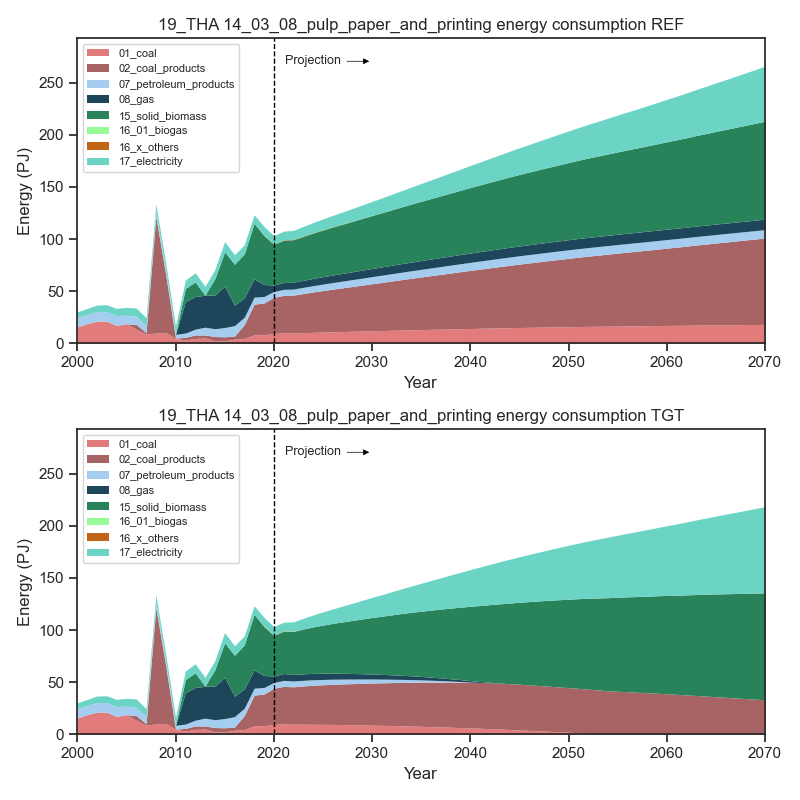 19_THA 14_03_08_pulp_paper_and_printing energy consumption REF
Energy (PJ)
250
200
150
100
50
0
01_coal
02_coal_products
07_petroleum_products
08_gas
15_solid_biomass
16_01_biogas
16_x_others
17_electricity
Projection
2000 2010 2020 2030 2040 2050 2060 2070
Year
19_THA 14_03_08_pulp_paper_and_printing energy consumption TGT
Energy (PJ)
250
200
150
100
50
0
01_coal
02_coal_products
07_petroleum_products
08_gas
15_solid_biomass
16_01_biogas
16_x_others
17_electricity
Projection
2000 2010 2020 2030 2040 2050 2060 2070
Year